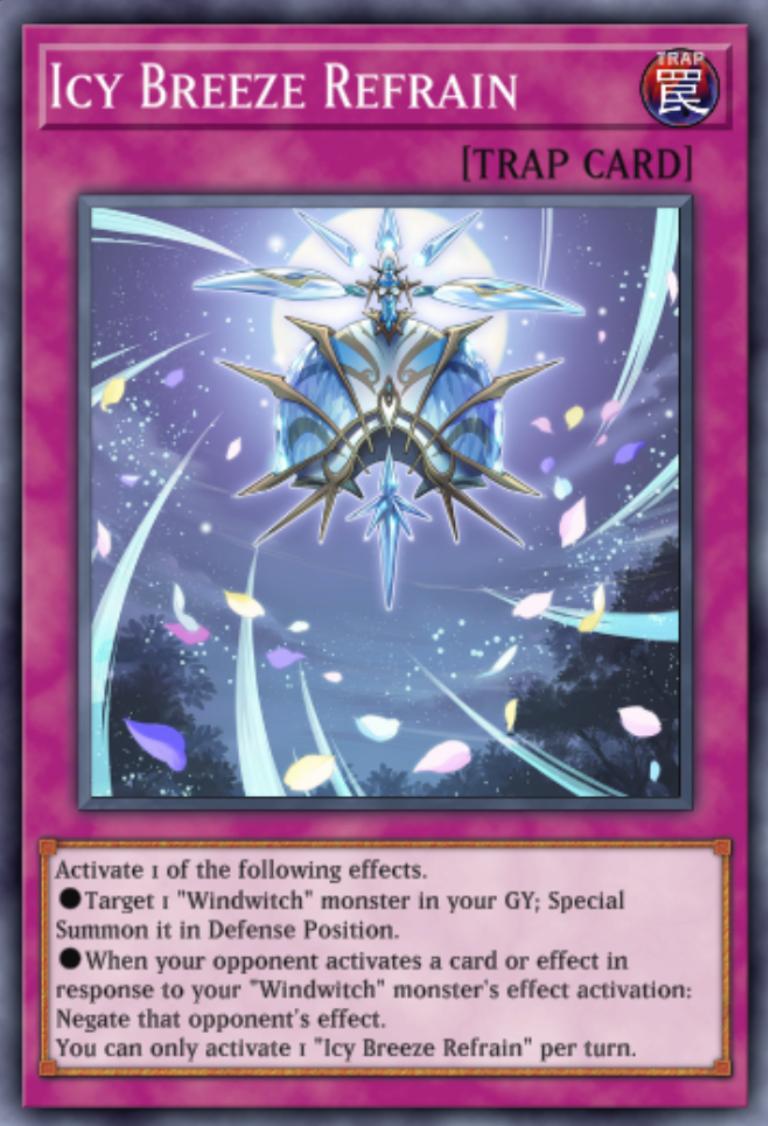 Icy Breeze Refrain
TRAP
罠
[TRAP CARD]
Activate 1 of the following effects.
●Target 1 "Windwitch" monster in your GY; Special
Summon it in Defense Position.
●When your opponent activates a card or effect in
response to your "Windwitch" monster's effect activation:
Negate that opponent's effect.
You can only activate 1 "Icy Breeze Refrain" per turn.